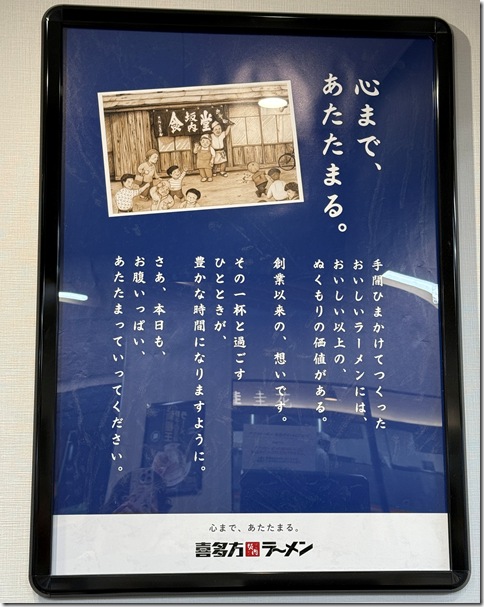 心まで、
あたたまる。
坂内
食堂
手間ひまかけてつくった
おいしいラーメンには、
おいしい以上の、
ぬくもりの価値がある。
創業以来の、想いです。
その一杯と過ごす
ひとときが、
豊かな時間になりますように。
さあ、本日も、
お腹いっぱい、
あたたまっていってください。
心まで、あたたまる。
喜多方坂内ラーメン